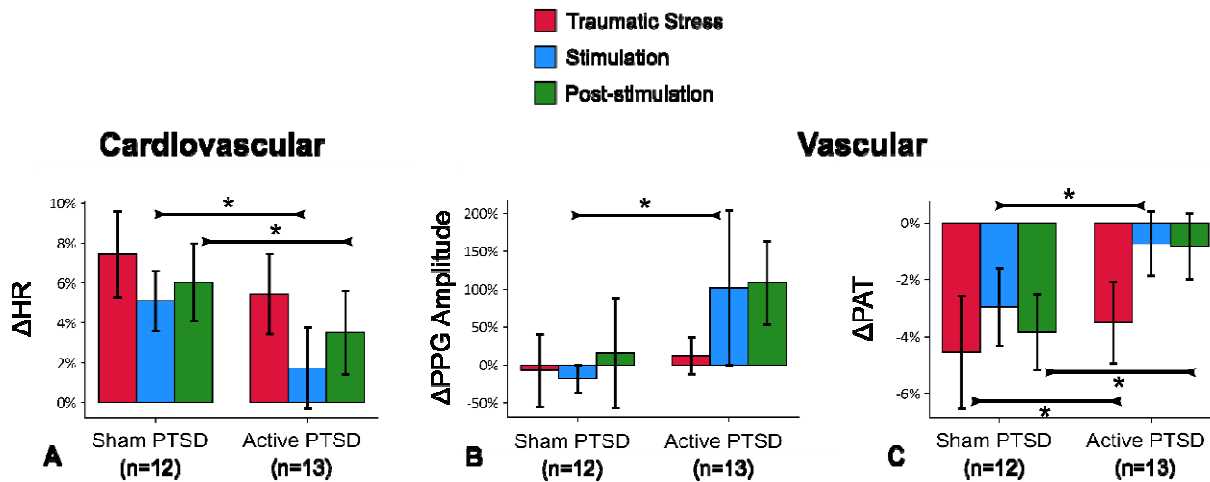 Traumatic Stress
Stimulation
Post-stimulation
Cardiovascular
Vascular
ΔHR
10%
8%
6%
4%
2%
0%
*
*
Sham PTSD
(n=12)
Active PTSD
(n=13)
A
ΔPPG Amplitude
200%
150%
100%
50%
0%
-50%
*
Sham PTSD
(n=12)
Active PTSD
(n=13)
B
ΔPAT
0%
-2%
-4%
-6%
*
*
*
Sham PTSD
(n=12)
Active PTSD
(n=13)
C